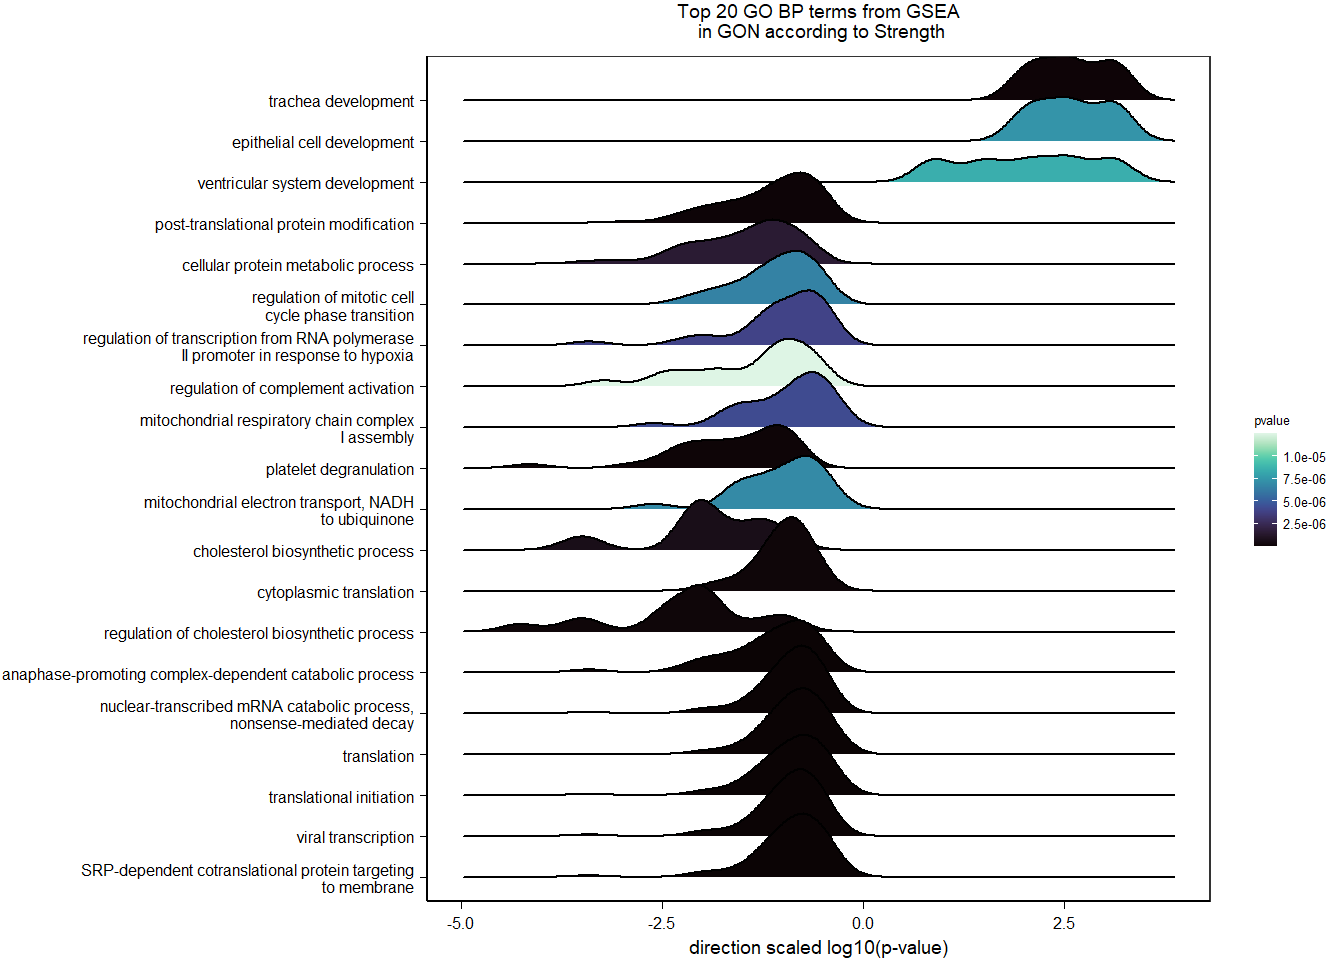 Top 20 GO BP terms from GSEA
in GON according to Strength
trachea development
epithelial cell development
ventricular system development
post-translational protein modification
cellular protein metabolic process
regulation of mitotic cell
cycle phase transition
regulation of transcription from RNA polymerase
II promoter in response to hypoxia
regulation of complement activation
mitochondrial respiratory chain complex
I assembly
platelet degranulation
mitochondrial electron transport, NADH
to ubiquinone
cholesterol biosynthetic process
cytoplasmic translation
regulation of cholesterol biosynthetic process
anaphase-promoting complex-dependent catabolic process
nuclear-transcribed mRNA catabolic process,
nonsense-mediated decay
translation
translational initiation
viral transcription
SRP-dependent cotranslational protein targeting
to membrane
-5.0
-2.5
0.0
2.5
direction scaled log10(p-value)
pvalue
1.0e-05
7.5e-06
5.0e-06
2.5e-06